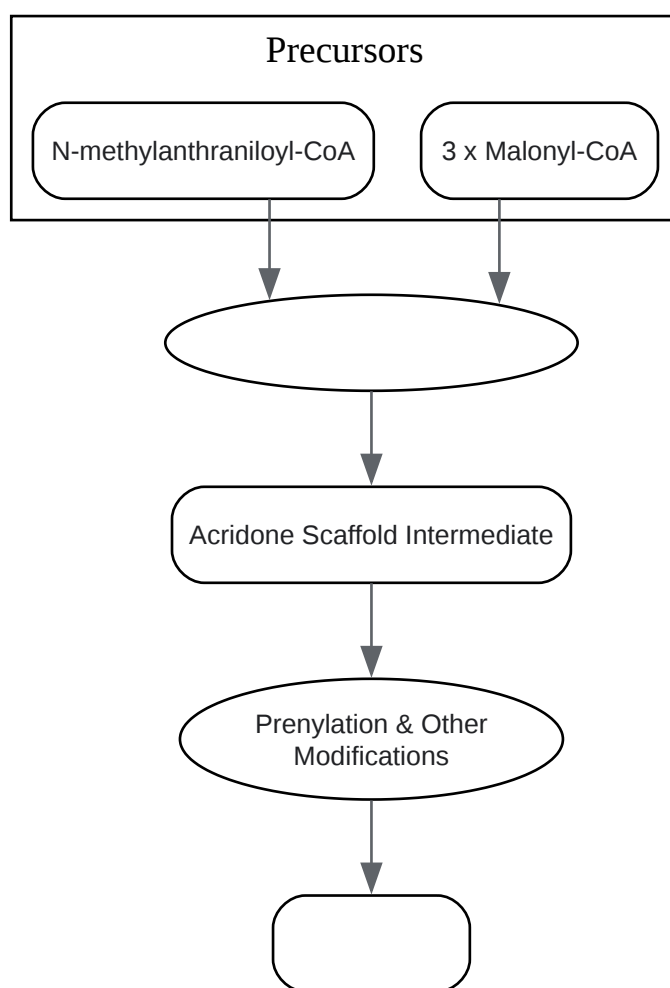 Precursors
N-methylanthraniloyl-CoA
3 x Malonyl-CoA
Acridone Scaffold Intermediate
Prenylation & Other
Modifications